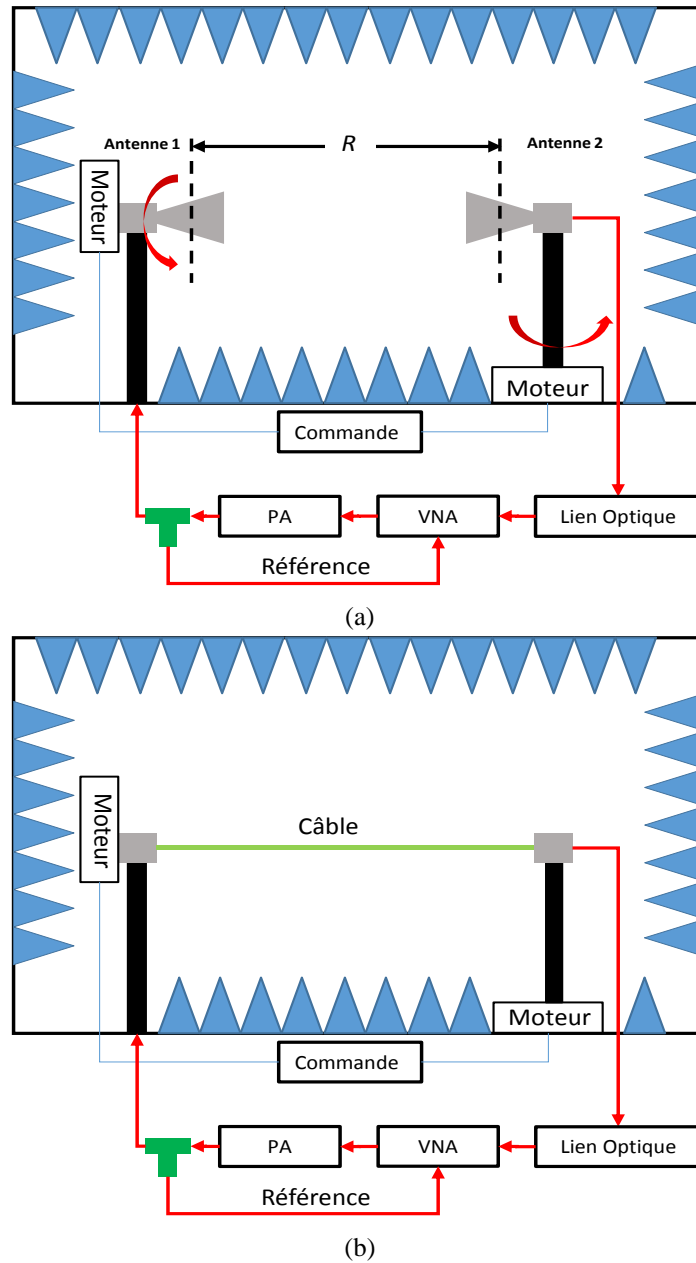 Antenne 1
R
Antenne 2
Moteur
Moteur
Commande
PA
VNA
Lien Optique
Référence
(a)
Moteur
Câble
Moteur
Commande
PA
VNA
Lien Optique
Référence
(b)